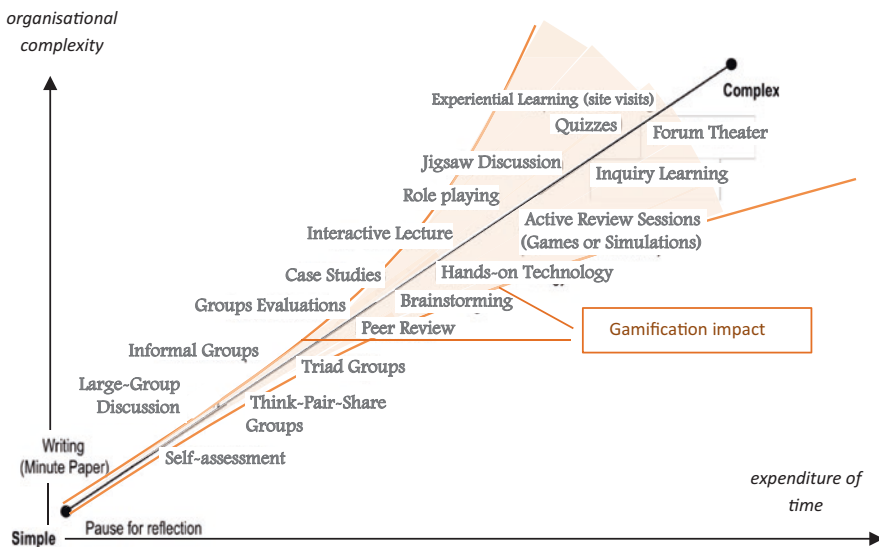 organisational
complexity
Complex
Experiential Learning (site visits)
Quizzes
Forum Theater
Jigsaw Discussion
Inquiry Learning
Role playing
Active Review Sessions
(Games or Simulations)
Interactive Lecture
Hands-on Technology
Case Studies
Brainstorming
Groups Evaluations
Peer Review
Gamification impact
Informal Groups
Triad Groups
Large-Group
Discussion
Think-Pair-Share
Groups
Writing
(Minute Paper)
Self-assessment
expenditure of
time
Pause for reflection
Simple